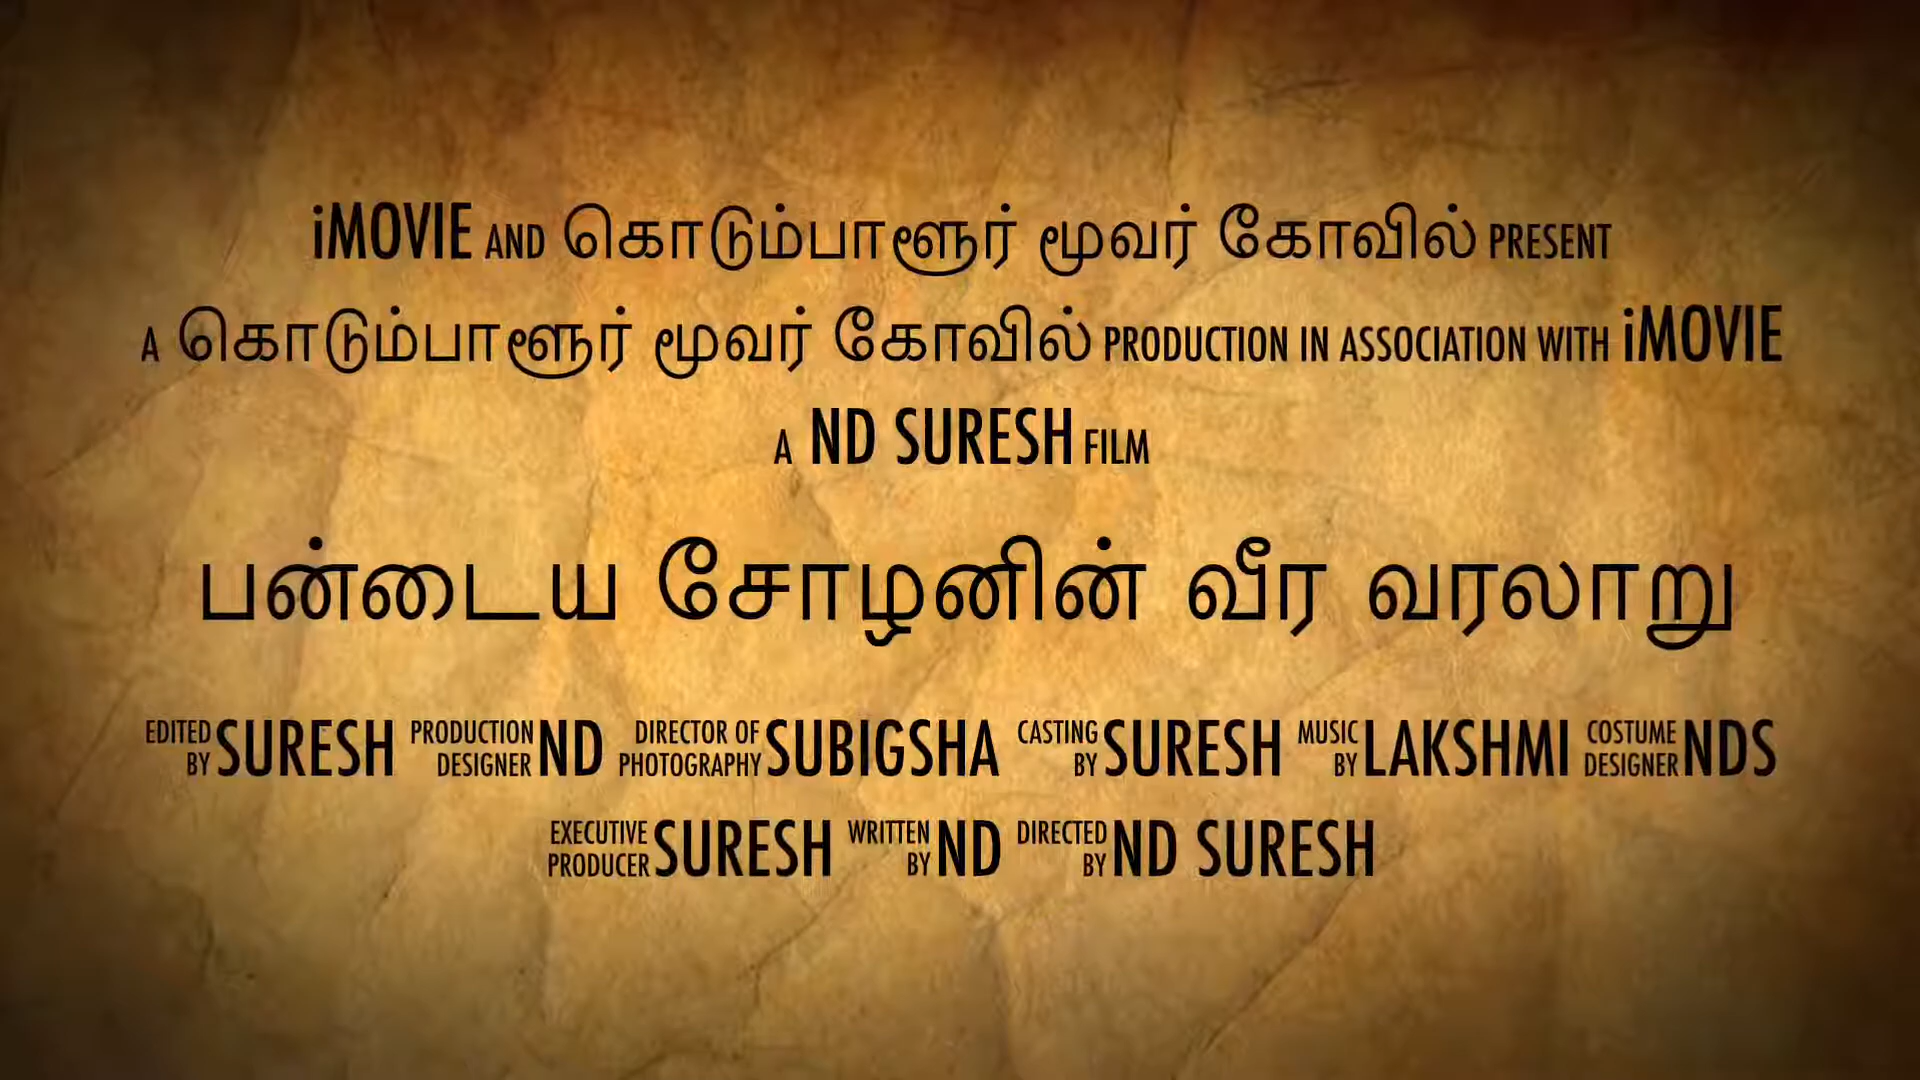 iMOVIE AND கொடும்பாளூர் மூவர் கோவில் PRESENT
A கொடும்பாளூர் மூவர் கோவில் PRODUCTION IN ASSOCIATION WITH iMOVIE
A ND SURESH FILM
பன்டைய சோழனின் வீர வரலாறு
EDITED BY SURESH PRODUCTION DESIGNER ND DIRECTOR OF PHOTOGRAPHY SUBIGSHA CASTING BY SURESH MUSIC BY LAKSHMI COSTUME DESIGNER NDS
EXECUTIVE PRODUCER SURESH WRITTEN BY ND DIRECTED BY ND SURESH